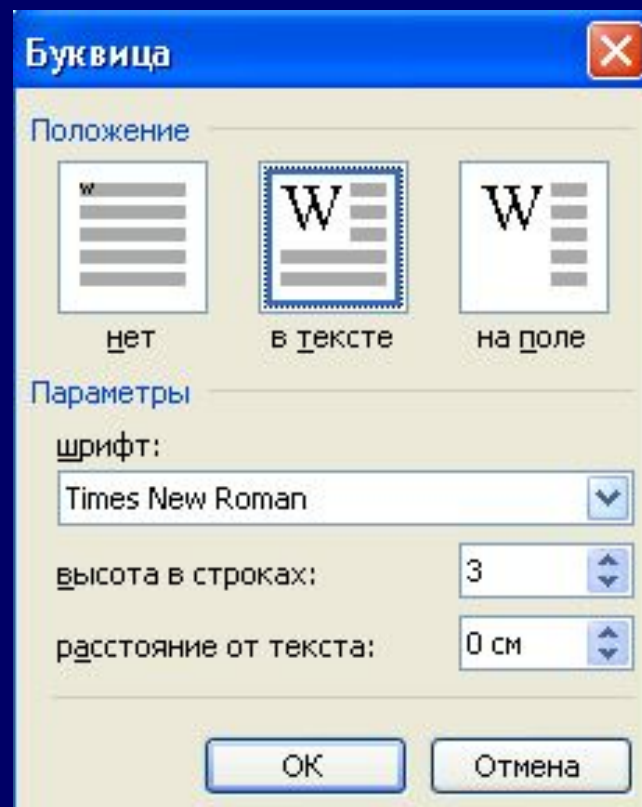 Буквица
Положение
w W W
нет в тексте на поле
Параметры
шрифт:
Times New Roman
высота в строках: 3
расстояние от текста: 0 см
ОК Отмена